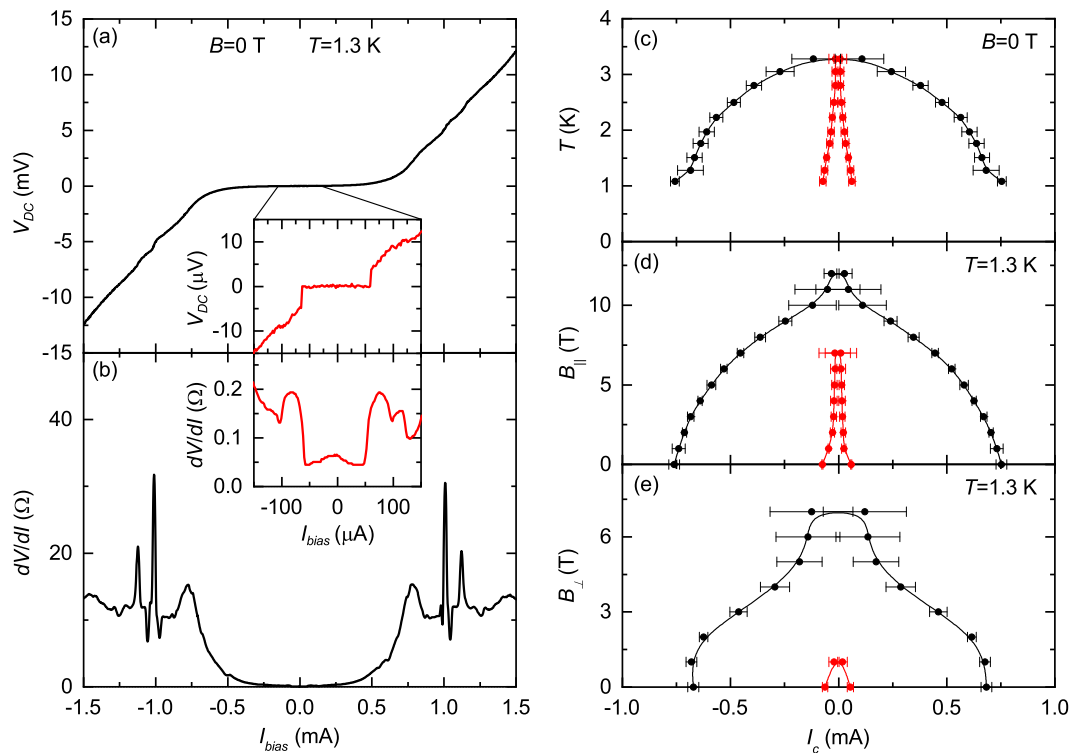 (a)
B=0 T
T=1.3 K
15
10
5
0
-5
-10
-15
V_DC (mV)
10
0
-10
V_DC (µV)
(b)
45
30
15
0
dV/dI (Ω)
0.2
0.1
0.0
dV/dI (Ω)
-100
0
100
I_bias (µA)
-1.5
-1.0
-0.5
0.0
0.5
1.0
1.5
I_bias (mA)
(c)
B=0 T
4
3
2
1
0
T (K)
(d)
T=1.3 K
10
5
0
B_|| (T)
(e)
T=1.3 K
6
3
0
B_⊥ (T)
-1.0
-0.5
0.0
0.5
1.0
I_c (mA)